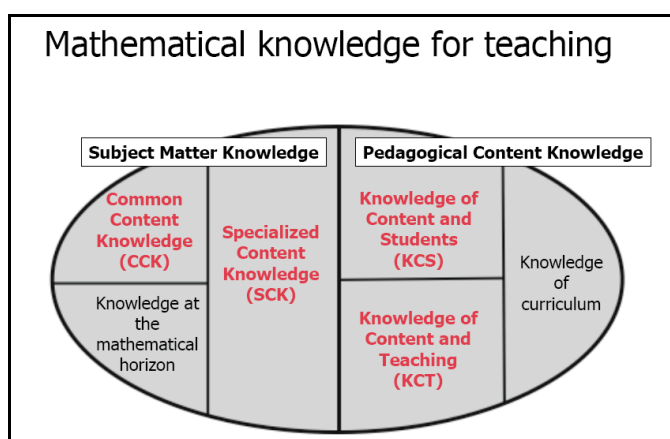 Mathematical knowledge for teaching
Subject Matter Knowledge
Pedagogical Content Knowledge
Common
Content
Knowledge
(CCK)
Knowledge at
the
mathematical
horizon
Specialized
Content
Knowledge
(SCK)
Knowledge of
Content and
Students
(KCS)
Knowledge of
Content and
Teaching
(KCT)
Knowledge
of
curriculum